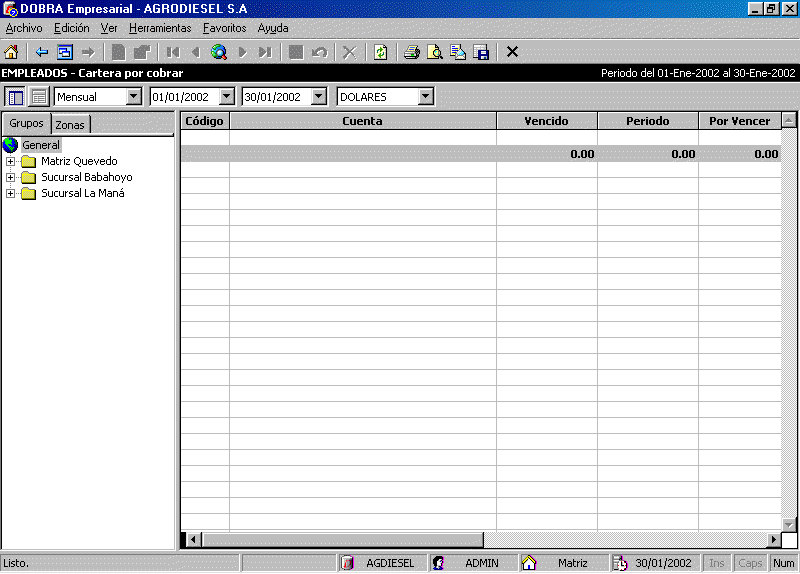 DOBRA Empresarial - AGRODIESEL S.A
Archivo Edición Ver Herramientas Favoritos Ayuda
EMPLEADOS - Cartera por cobrar Periodo del 01-Ene-2002 al 30-Ene-2002
Mensual 01/01/2002 30/01/2002 DOLARES
Grupos Zonas
General
Matriz Quevedo
Sucursal Babahoyo
Sucursal La Maná
Código Cuenta Vencido Periodo Por Vencer
0.00 0.00 0.00
Listo. AGDIESEL ADMIN Matriz 30/01/2002 Ins Caps Num